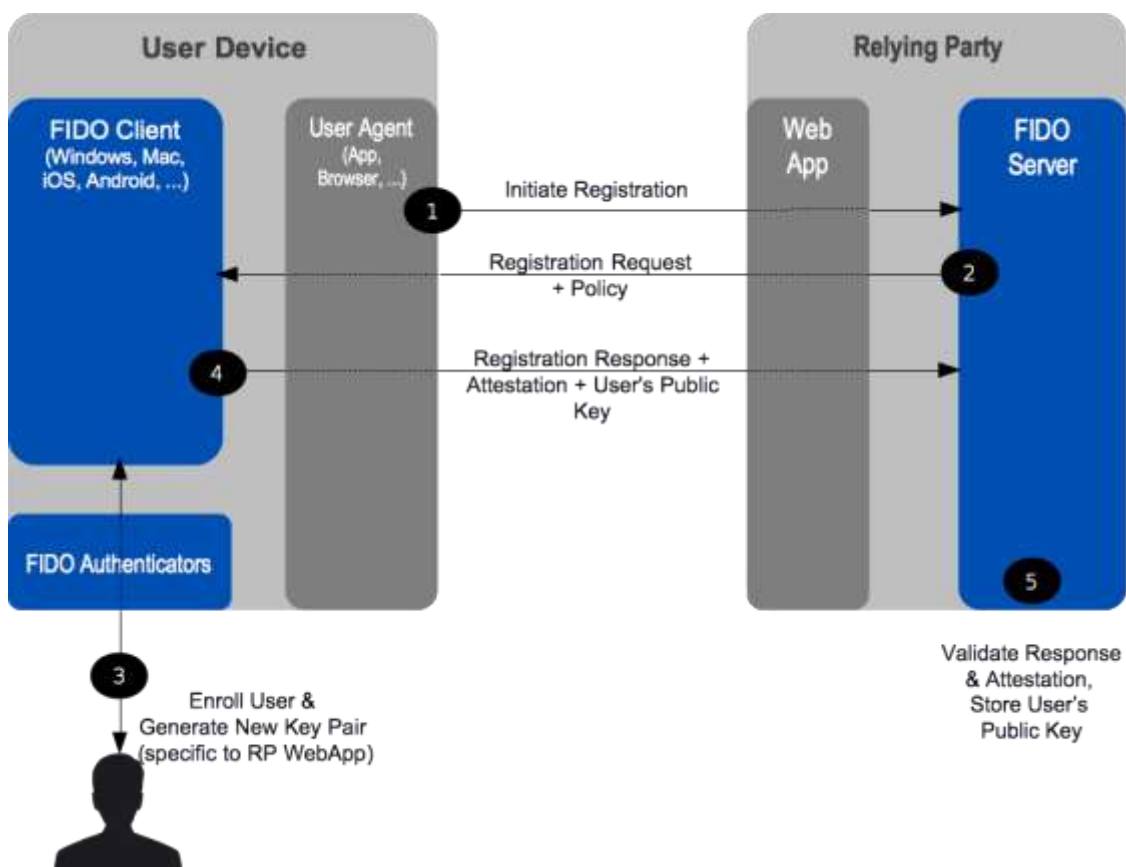 User Device
Relying Party
FIDO Client
(Windows, Mac,
iOS, Android, ...)
User Agent
(App,
Browser, ...)
Web
App
FIDO
Server
1
Initiate Registration
Registration Request
+ Policy
2
4
Registration Response +
Attestation + User's Public
Key
FIDO Authenticators
5
3
Enroll User &
Generate New Key Pair
(specific to RP WebApp)
Validate Response
& Attestation,
Store User's
Public Key